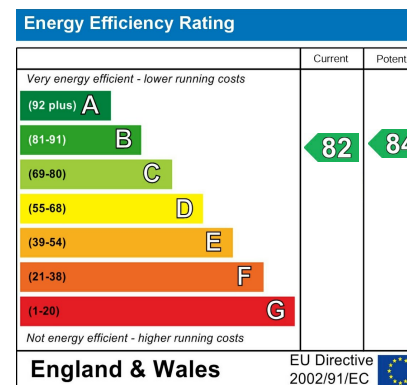 Energy Efficiency Rating
Current
Very energy efficient - lower running costs
(92 plus) A
(81-91) B
82
84
(69-80) C
(55-68) D
(39-54) E
(21-38) F
(1-20) G
Not energy efficient - higher running costs
England & Wales
EU Directive
2002/91/EC